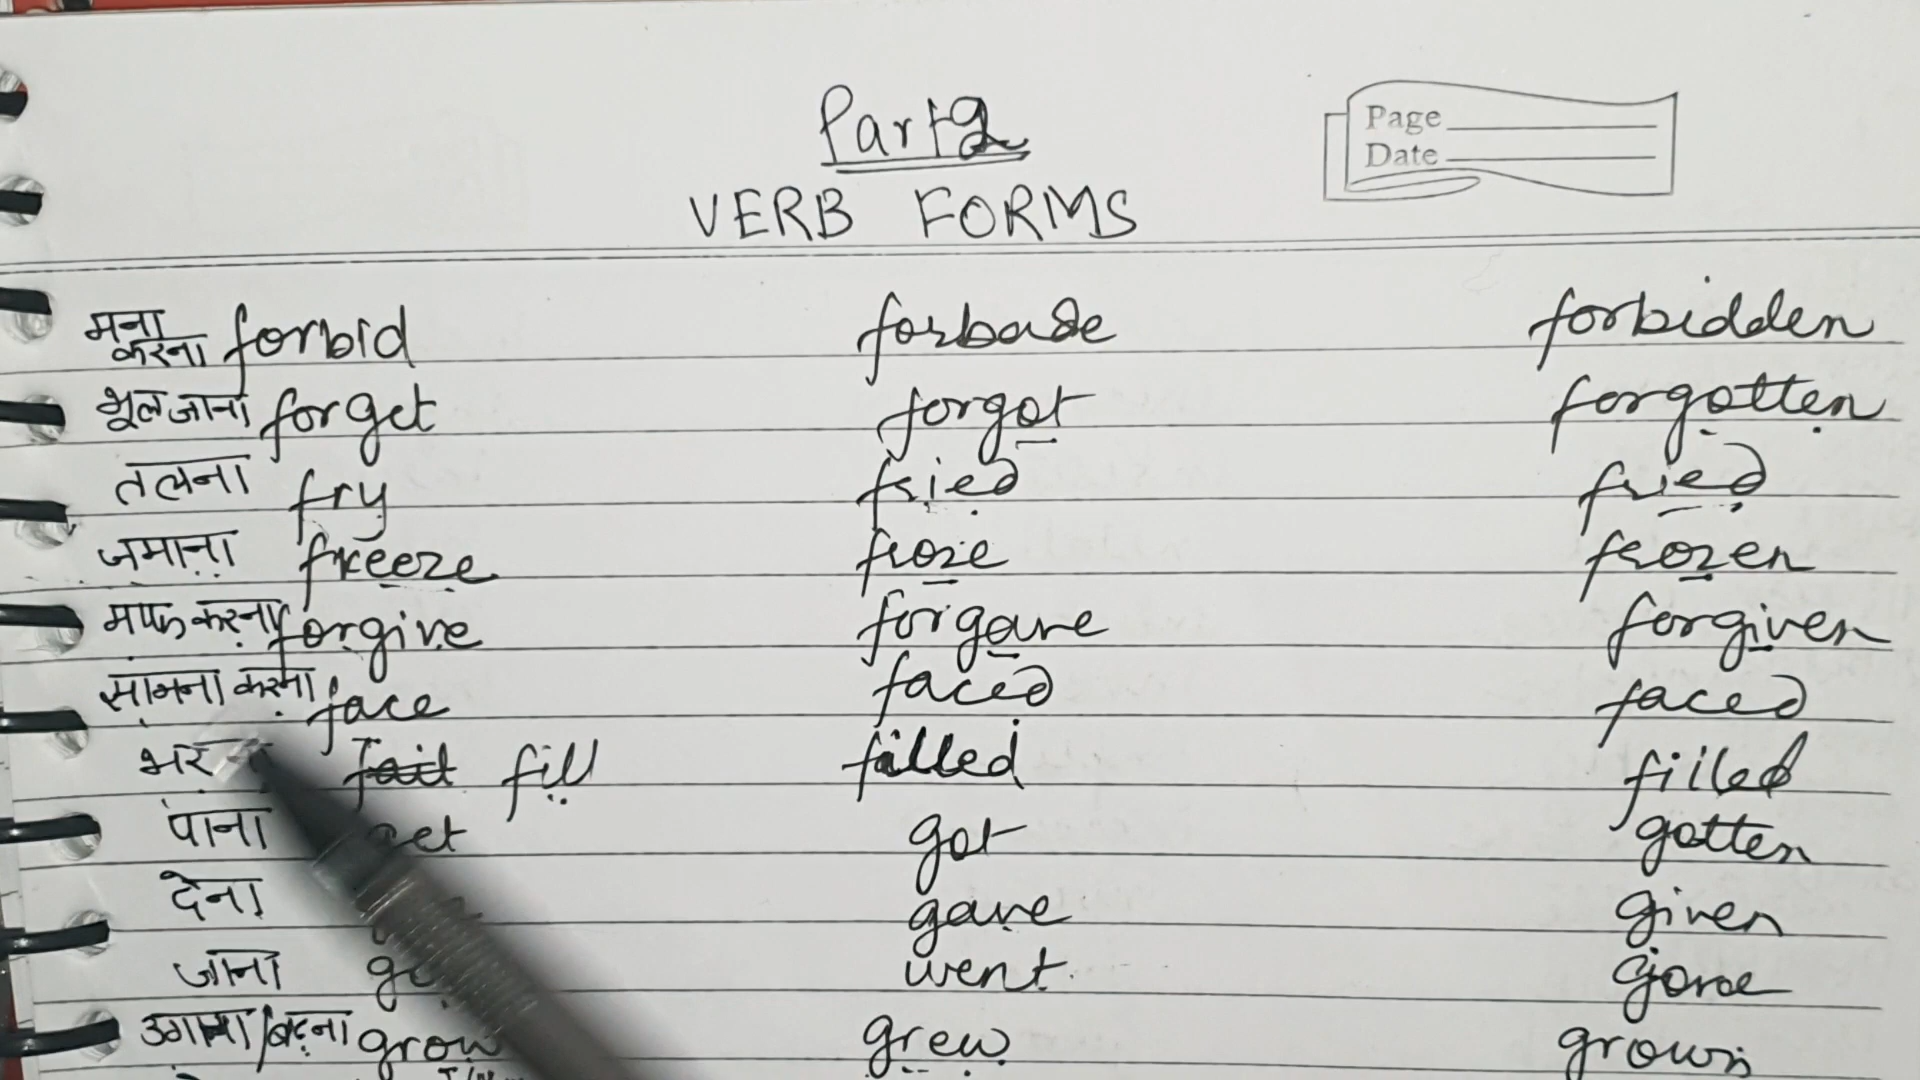 Part 2
Page
Date
VERB FORMS
मना करना forbid forbade forbidden
भूल जाना forget forgot forgotten
तलना fry fried fried
जमाना freeze froze frozen
माफ करना forgive forgave forgiven
सामना करना face faced faced
fill filled filled
पाना got gotten
देना gave given
जाना went gone
उगाना/बढ़ना grow grew grown